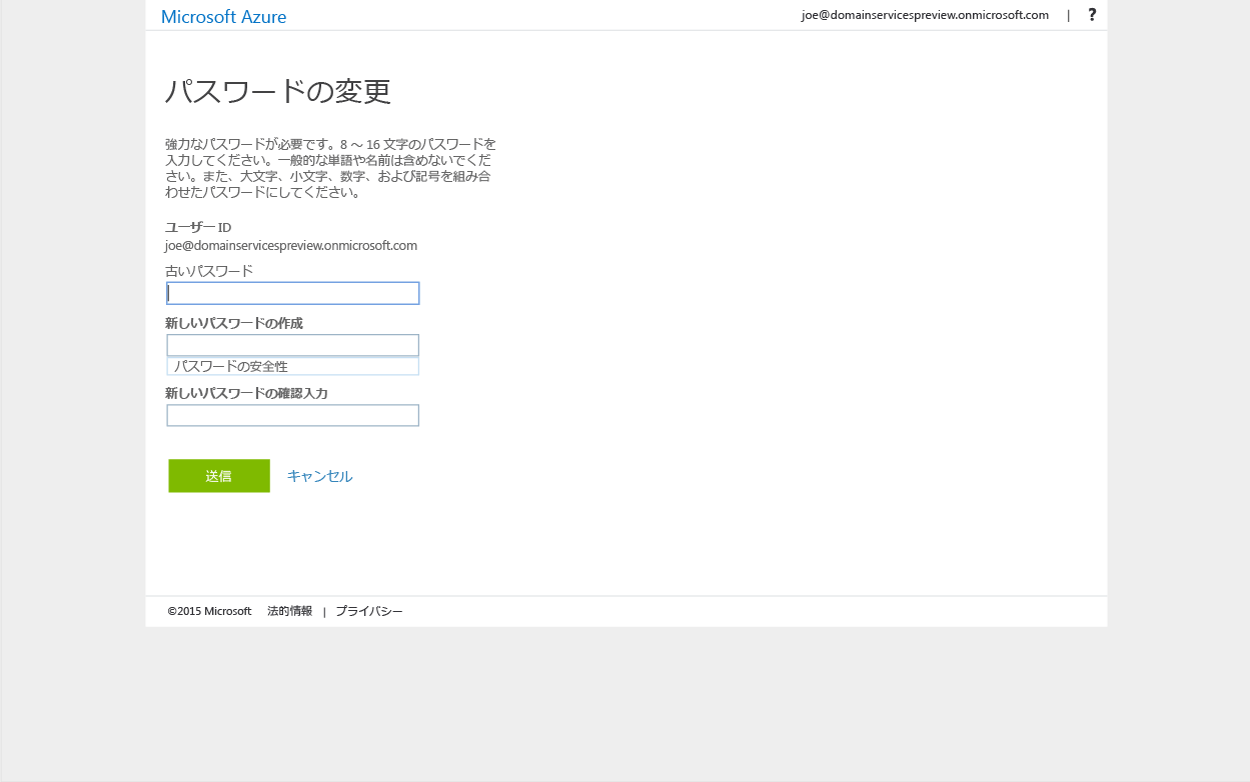 Microsoft Azure
joe@domainservicespreview.onmicrosoft.com | ?
パスワードの変更
強力なパスワードが必要です。8 ～ 16 文字のパスワードを
入力してください。一般的な単語や名前は含めないでくだ
さい。また、大文字、小文字、数字、および記号を組み合
わせたパスワードにしてください。
ユーザー ID
joe@domainservicespreview.onmicrosoft.com
古いパスワード
新しいパスワードの作成
パスワードの安全性
新しいパスワードの確認入力
送信 キャンセル
©2015 Microsoft 法的情報 | プライバシー